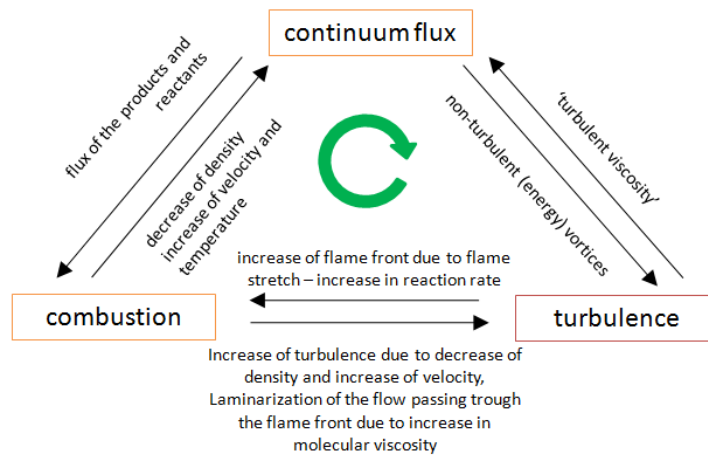 continuum flux
flux of the products and
reactants
decrease of density
increase of velocity and
temperature
'turbulent viscosity'
non-turbulent (energy) vortices
increase of flame front due to flame
stretch – increase in reaction rate
combustion
turbulence
Increase of turbulence due to decrease of
density and increase of velocity,
Laminarization of the flow passing trough
the flame front due to increase in
molecular viscosity